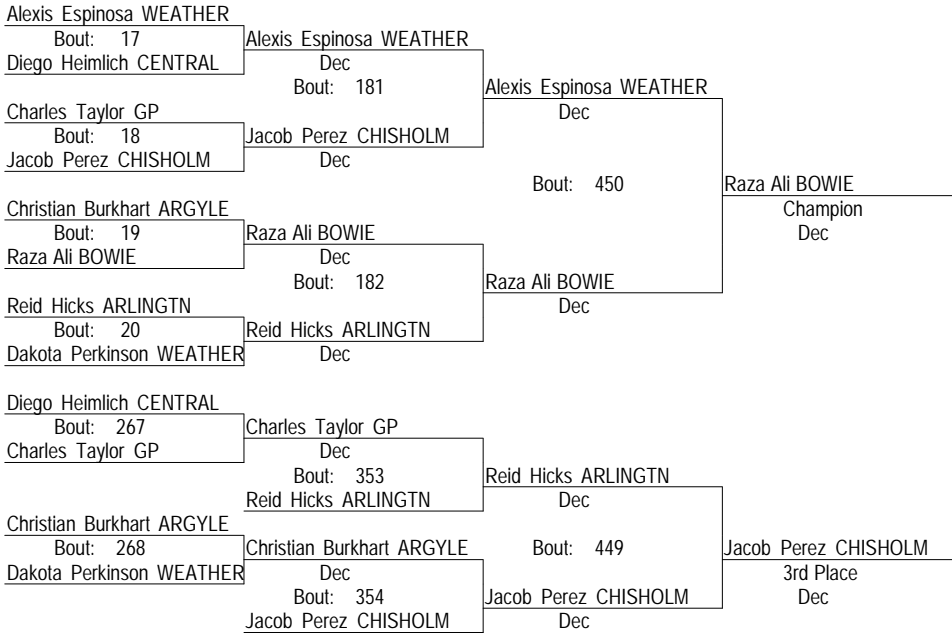 Alexis Espinosa WEATHER
Bout: 17
Diego Heimlich CENTRAL
Alexis Espinosa WEATHER
Dec
Bout: 181
Charles Taylor GP
Bout: 18
Jacob Perez CHISHOLM
Jacob Perez CHISHOLM
Dec
Alexis Espinosa WEATHER
Dec
Bout: 450
Christian Burkhart ARGYLE
Bout: 19
Raza Ali BOWIE
Raza Ali BOWIE
Dec
Bout: 182
Reid Hicks ARLINGTN
Bout: 20
Dakota Perkinson WEATHER
Reid Hicks ARLINGTN
Dec
Raza Ali BOWIE
Dec
Raza Ali BOWIE
Champion
Dec
Diego Heimlich CENTRAL
Bout: 267
Charles Taylor GP
Charles Taylor GP
Dec
Bout: 353
Reid Hicks ARLINGTN
Reid Hicks ARLINGTN
Dec
Bout: 449
Christian Burkhart ARGYLE
Bout: 268
Dakota Perkinson WEATHER
Christian Burkhart ARGYLE
Dec
Bout: 354
Jacob Perez CHISHOLM
Jacob Perez CHISHOLM
Dec
Jacob Perez CHISHOLM
3rd Place
Dec